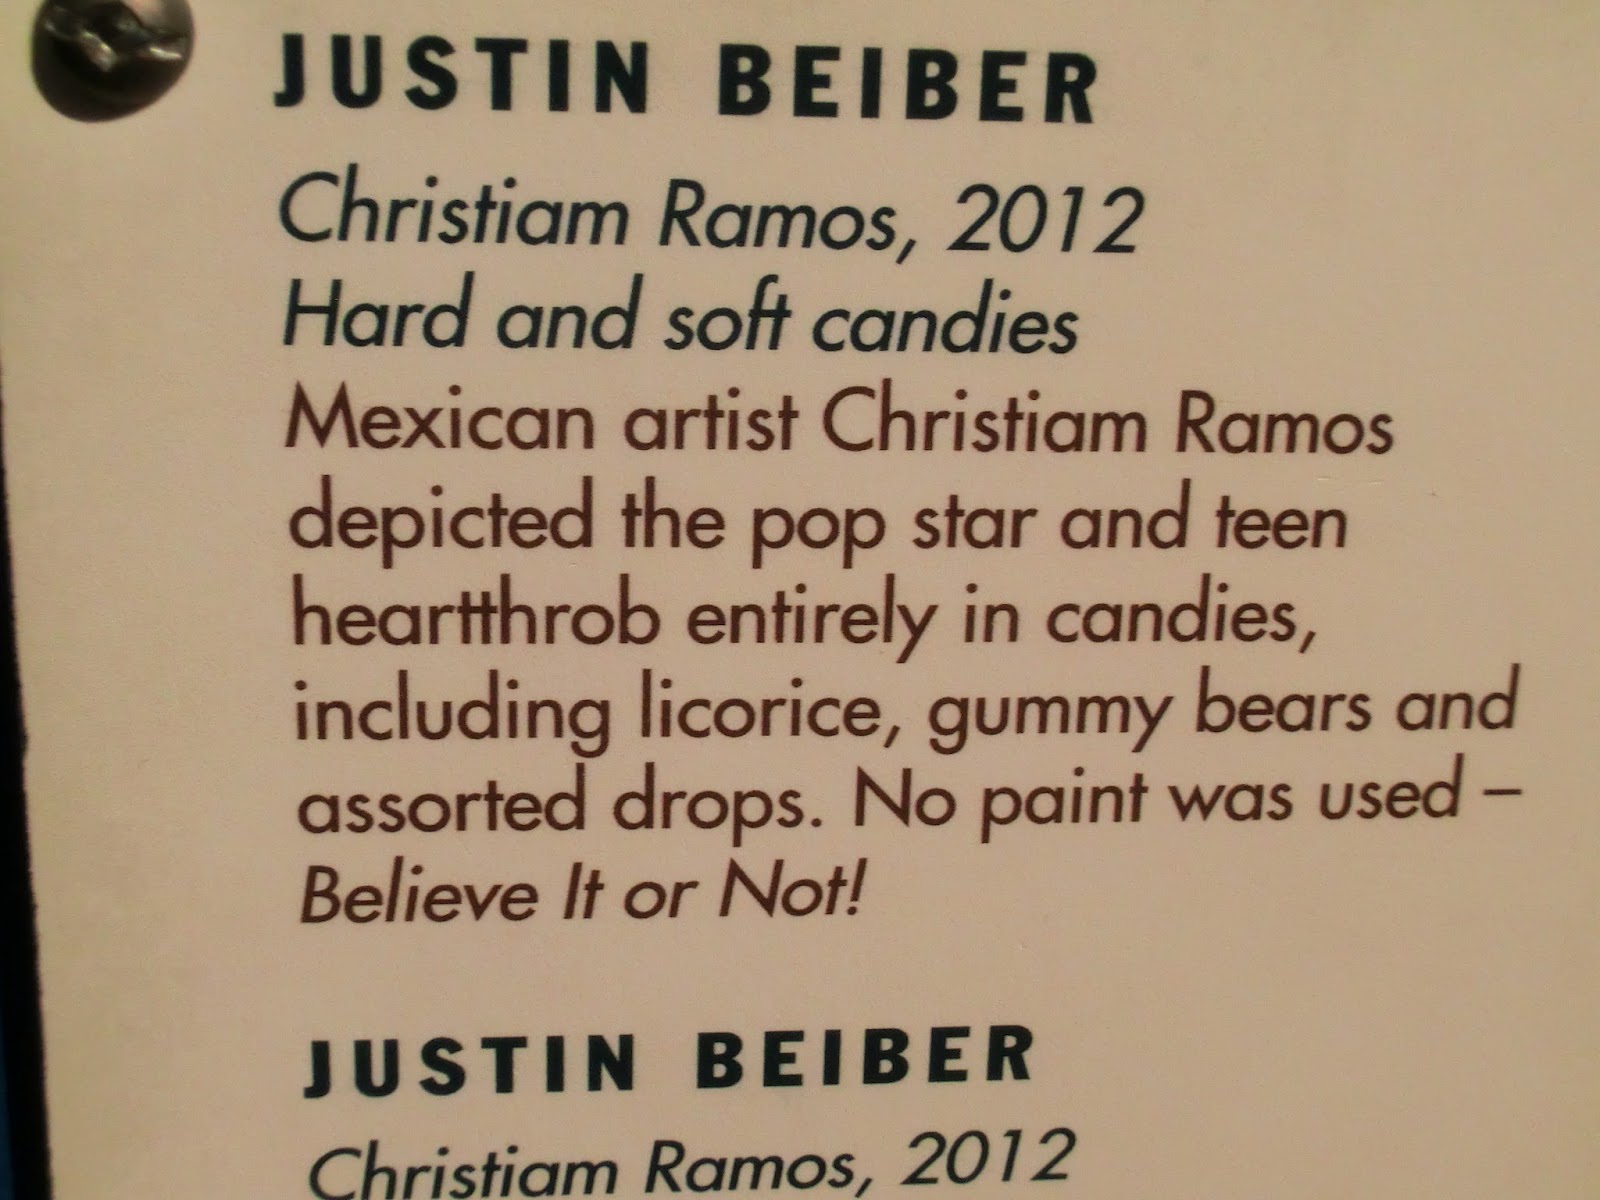 JUSTIN BEIBER
Christiam Ramos, 2012
Hard and soft candies
Mexican artist Christiam Ramos
depicted the pop star and teen
heartthrob entirely in candies,
including licorice, gummy bears and
assorted drops. No paint was used –
Believe It or Not!
JUSTIN BEIBER
Christiam Ramos, 2012